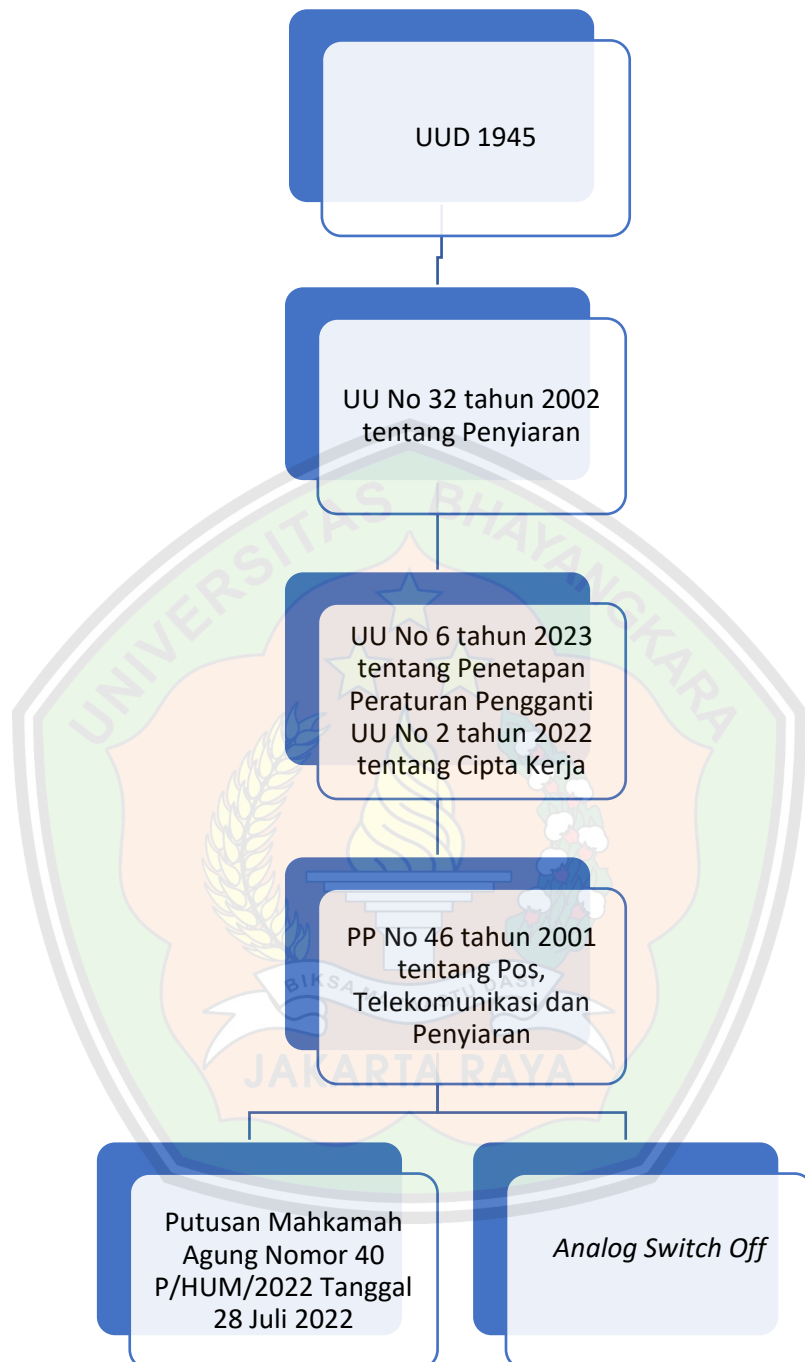 UUD 1945
UU No 32 tahun 2002
tentang Penyiaran
UU No 6 tahun 2023
tentang Penetapan
Peraturan Pengganti
UU No 2 tahun 2022
tentang Cipta Kerja
PP No 46 tahun 2001
tentang Pos,
Telekomunikasi dan
Penyiaran
Putusan Mahkamah
Agung Nomor 40
P/HUM/2022 Tanggal
28 Juli 2022
Analog Switch Off
UNIVERSITAS BHAYANGKARA
JAKARTA RAYA